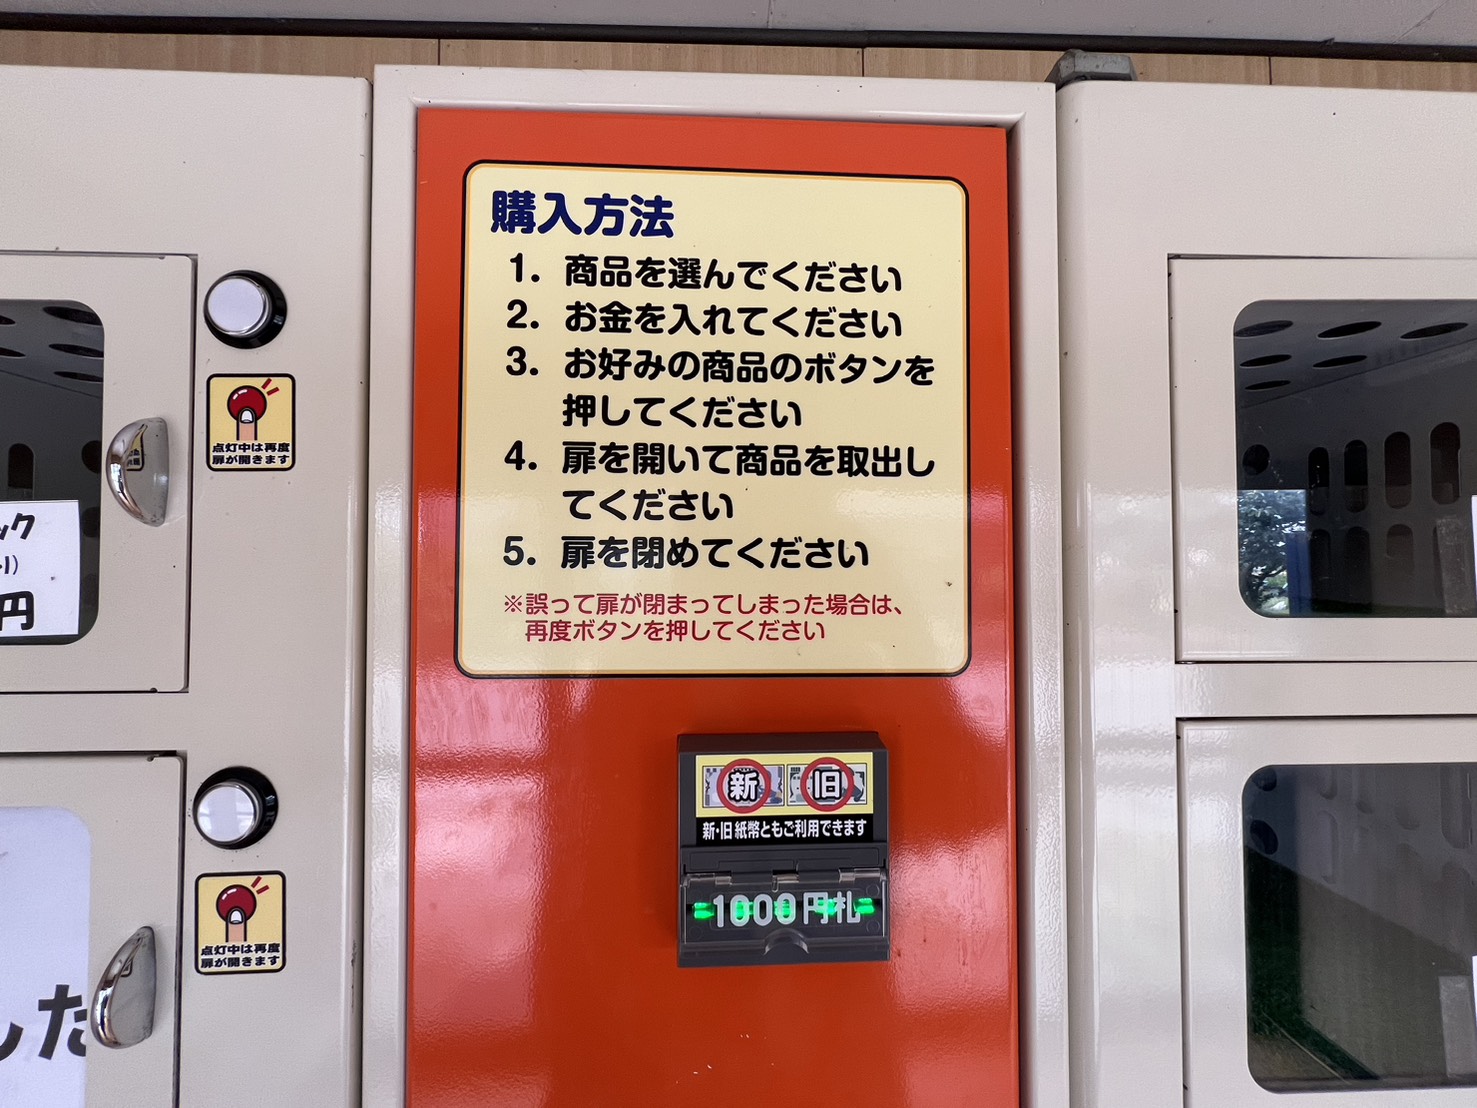 購入方法
1. 商品を選んでください
2. お金を入れてください
3. お好みの商品のボタンを
押してください
4. 扉を開いて商品を取出し
てください
5. 扉を閉めてください
※誤って扉が閉まってしまった場合は、
再度ボタンを押してください
新 旧
新・旧紙幣ともご利用できます
1000円札
点灯中は再度
扉が開きます
ック
円
点灯中は再度
扉が開きます
した